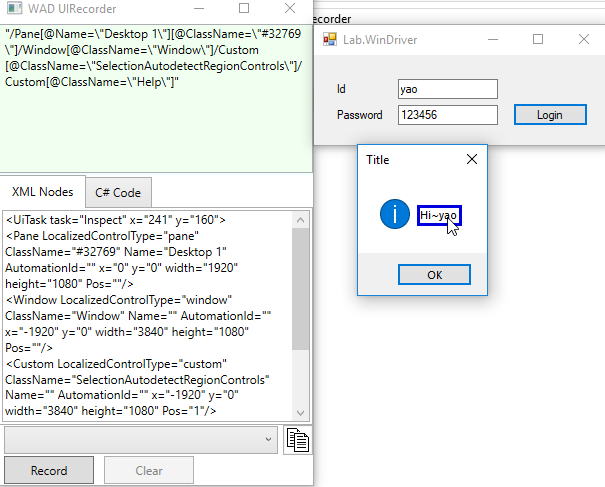 WAD UIRecorder
"/Pane[@Name=\"Desktop 1\"][@ClassName=\"#32769
\"]/Window[@ClassName=\"Window\"]/Custom
[@ClassName=\"SelectionAutodetectRegionControls\"]/
Custom[@ClassName=\"Help\"]"
XML Nodes
C# Code
<UiTask task="Inspect" x="241" y="160">
<Pane LocalizedControlType="pane"
ClassName="#32769" Name="Desktop 1"
AutomationId="" x="0" y="0" width="1920"
height="1080" Pos=""/>
<Window LocalizedControlType="window"
ClassName="Window" Name="" AutomationId=""
x="-1920" y="0" width="3840" height="1080"
Pos=""/>
<Custom LocalizedControlType="custom"
ClassName="SelectionAutodetectRegionControls"
Name="" AutomationId="" x="-1920" y="0"
width="3840" height="1080" Pos="1"/>
Record
Clear
ecorder
Lab.WinDriver
Id
yao
Password
123456
Login
Title
Hi~yao
OK